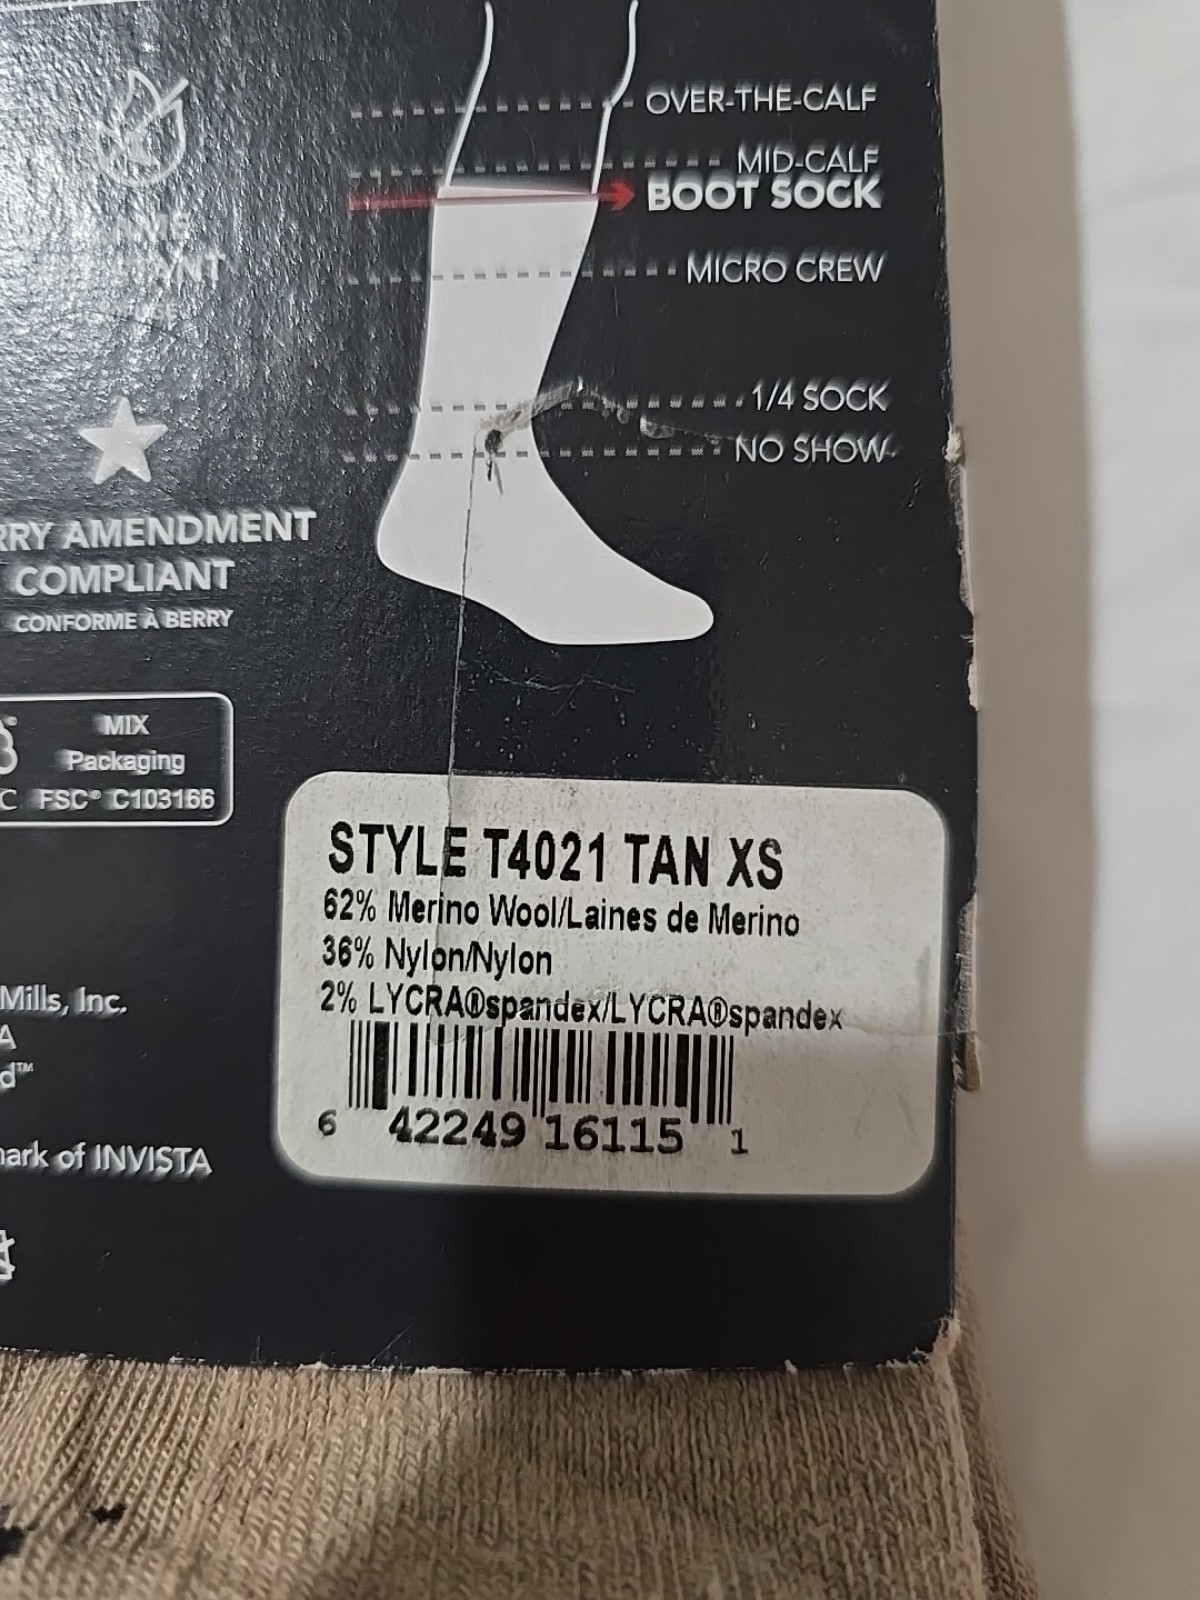 OVER-THE-CALF
MID-CALF
BOOT SOCK
MICRO CREW
1/4 SOCK
NO SHOW
RRY AMENDMENT
COMPLIANT
CONFORME À BERRY
MIX
Packaging
FSC® C103166
Mills, Inc.
A
d™
mark of INVISTA
STYLE T4021 TAN XS
62% Merino Wool/Laines de Merino
36% Nylon/Nylon
2% LYCRA®spandex/LYCRA®spandex
6 42249 16115 1